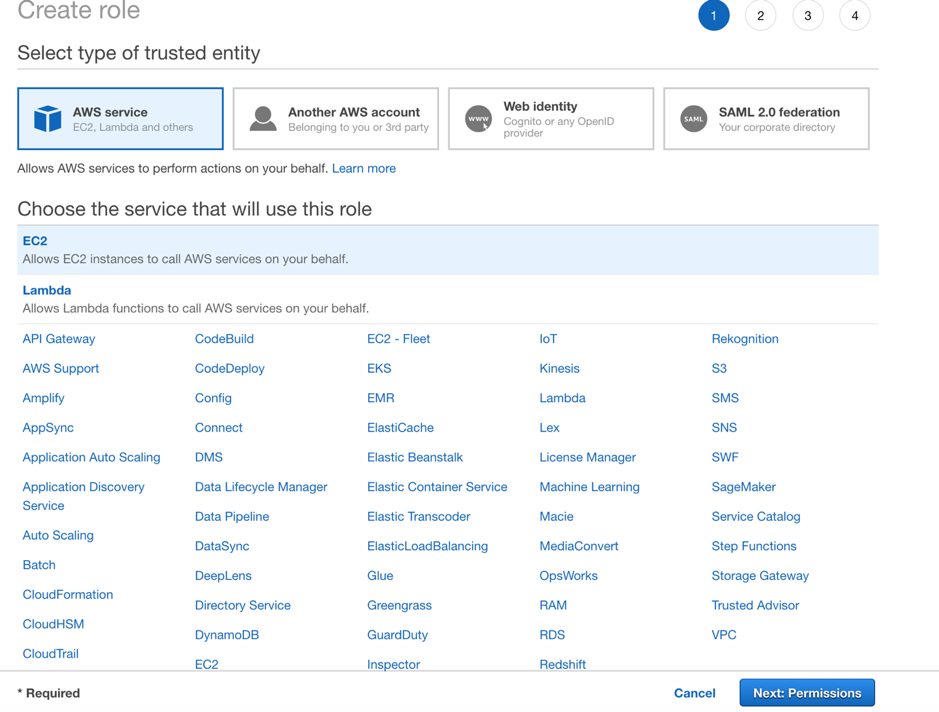 Create role
1 2 3 4
Select type of trusted entity
AWS service
EC2, Lambda and others
Another AWS account
Belonging to you or 3rd party
www
Web identity
Cognito or any OpenID
provider
SAML
SAML 2.0 federation
Your corporate directory
Allows AWS services to perform actions on your behalf. Learn more
Choose the service that will use this role
EC2
Allows EC2 instances to call AWS services on your behalf.
Lambda
Allows Lambda functions to call AWS services on your behalf.
API Gateway
AWS Support
Amplify
AppSync
Application Auto Scaling
Application Discovery
Service
Auto Scaling
Batch
CloudFormation
CloudHSM
CloudTrail
CodeBuild
CodeDeploy
Config
Connect
DMS
Data Lifecycle Manager
Data Pipeline
DataSync
DeepLens
Directory Service
DynamoDB
EC2
EC2 - Fleet
EKS
EMR
ElastiCache
Elastic Beanstalk
Elastic Container Service
Elastic Transcoder
ElasticLoadBalancing
Glue
Greengrass
GuardDuty
Inspector
IoT
Kinesis
Lambda
Lex
License Manager
Machine Learning
Macie
MediaConvert
OpsWorks
RAM
RDS
Redshift
Rekognition
S3
SMS
SNS
SWF
SageMaker
Service Catalog
Step Functions
Storage Gateway
Trusted Advisor
VPC
* Required
Cancel
Next: Permissions